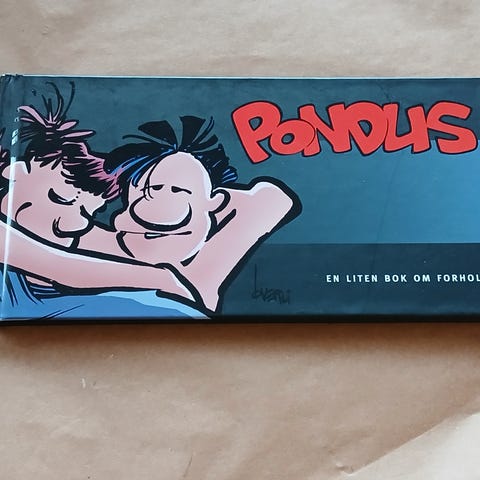 PONDUS
EN LITEN BOK OM FORHOL